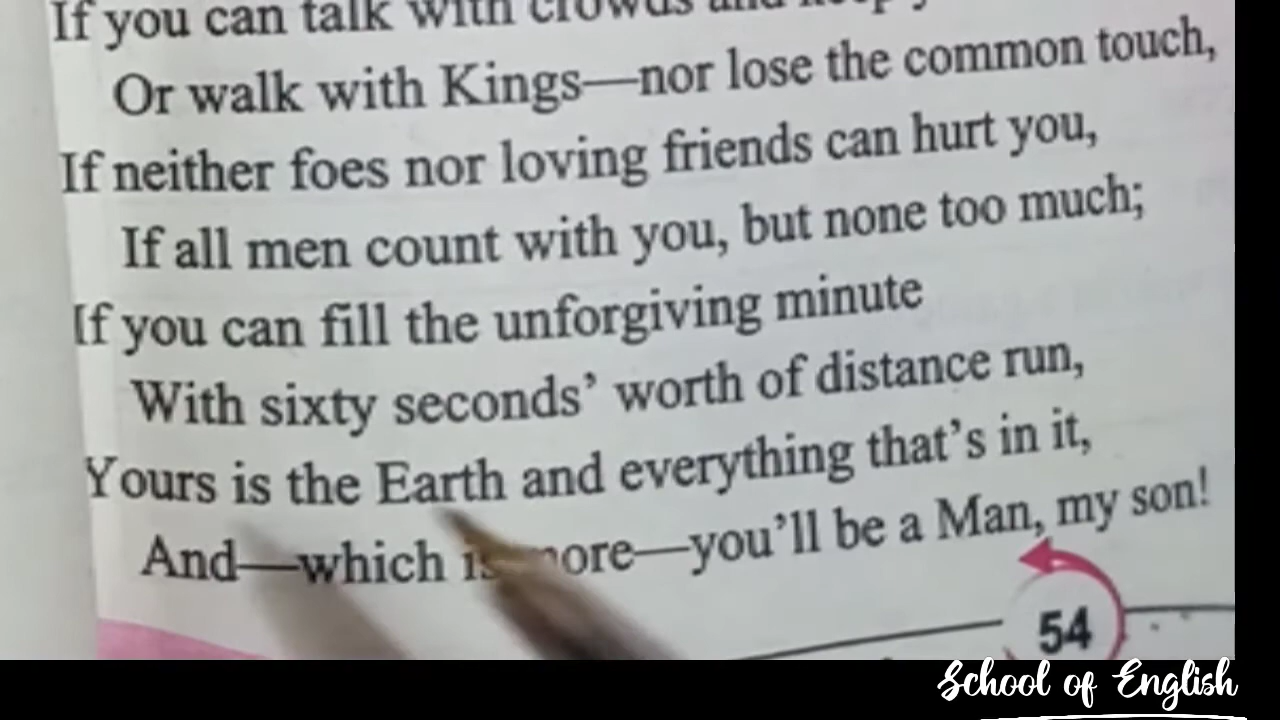 If you can talk with crowds and keep
Or walk with Kings—nor lose the common touch,
If neither foes nor loving friends can hurt you,
If all men count with you, but none too much;
If you can fill the unforgiving minute
With sixty seconds’ worth of distance run,
Yours is the Earth and everything that’s in it,
And—which is more—you’ll be a Man, my son!
54
School of English